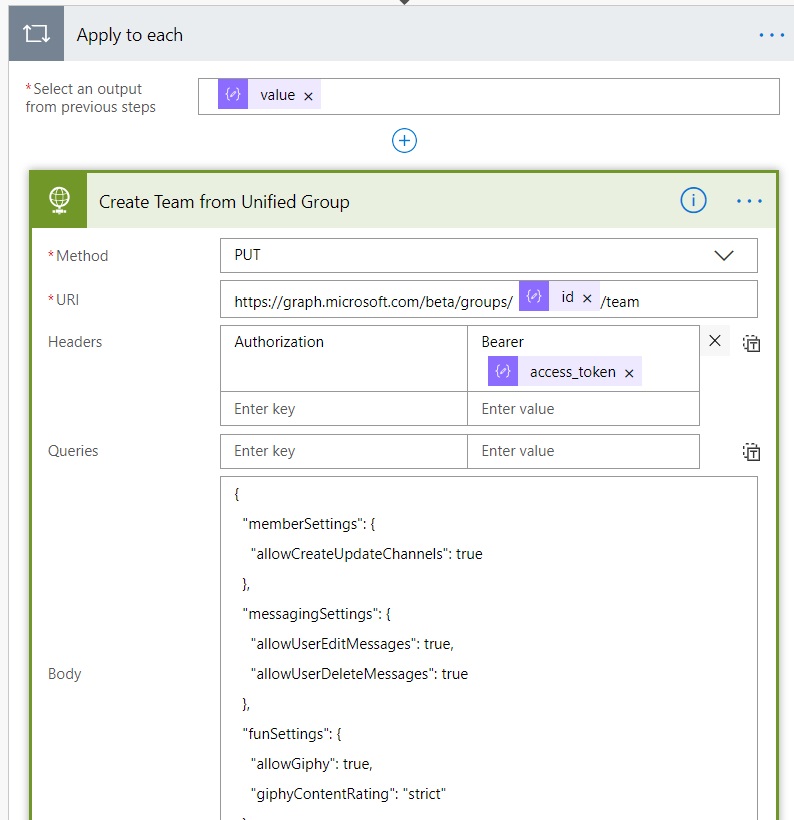 Apply to each
*Select an output
from previous steps
value ×
Create Team from Unified Group
*Method
PUT
*URI
https://graph.microsoft.com/beta/groups/ id × /team
Headers
Authorization
Bearer
access_token ×
Enter key
Enter value
Queries
Enter key
Enter value
Body
{
"memberSettings": {
"allowCreateUpdateChannels": true
},
"messagingSettings": {
"allowUserEditMessages": true,
"allowUserDeleteMessages": true
},
"funSettings": {
"allowGiphy": true,
"giphyContentRating": "strict"